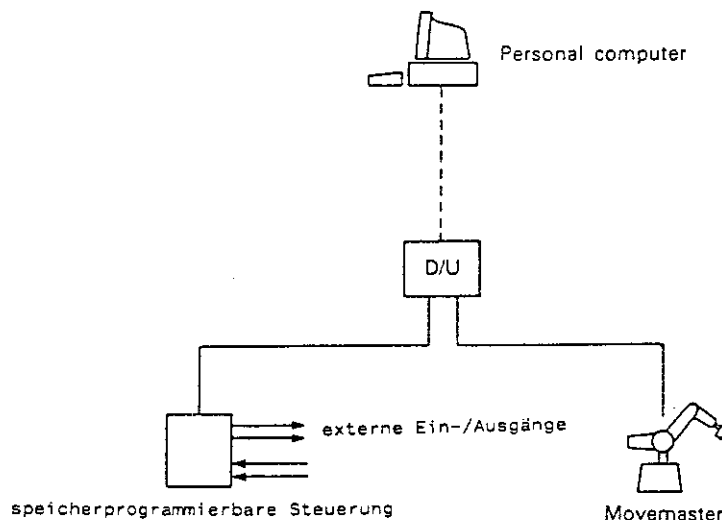 Personal computer
D/U
externe Ein-/Ausgänge
speicherprogrammierbare Steuerung
Movemaster